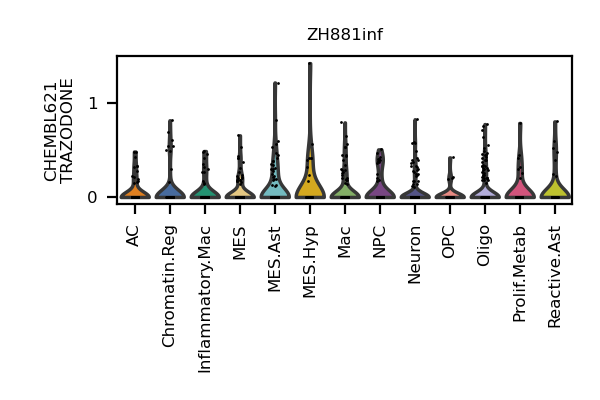 ZH881inf
CHEMBL621
TRAZODONE
1
0
AC
Chromatin.Reg
Inflammatory.Mac
MES
MES.Ast
MES.Hyp
Mac
NPC
Neuron
OPC
Oligo
Prolif.Metab
Reactive.Ast